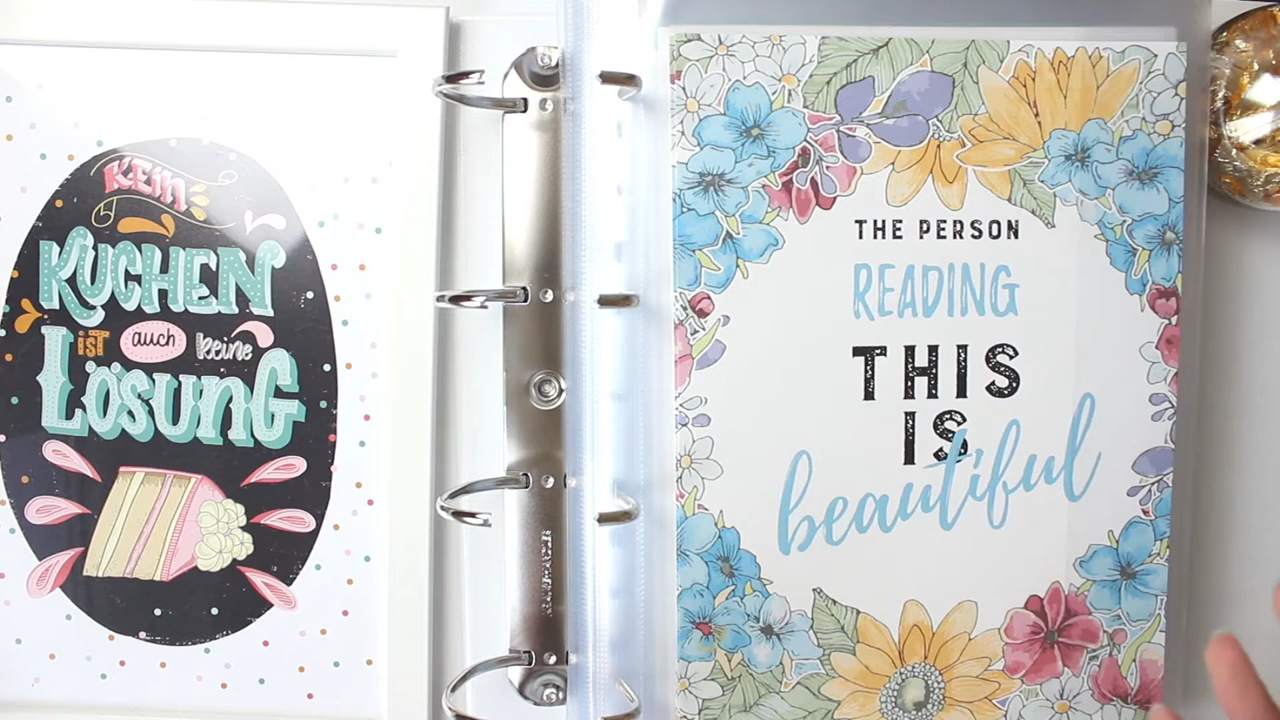 KEIN
KUCHEN
IST auch keine
LÖSUNG
THE PERSON
READING
THIS
IS
beautiful